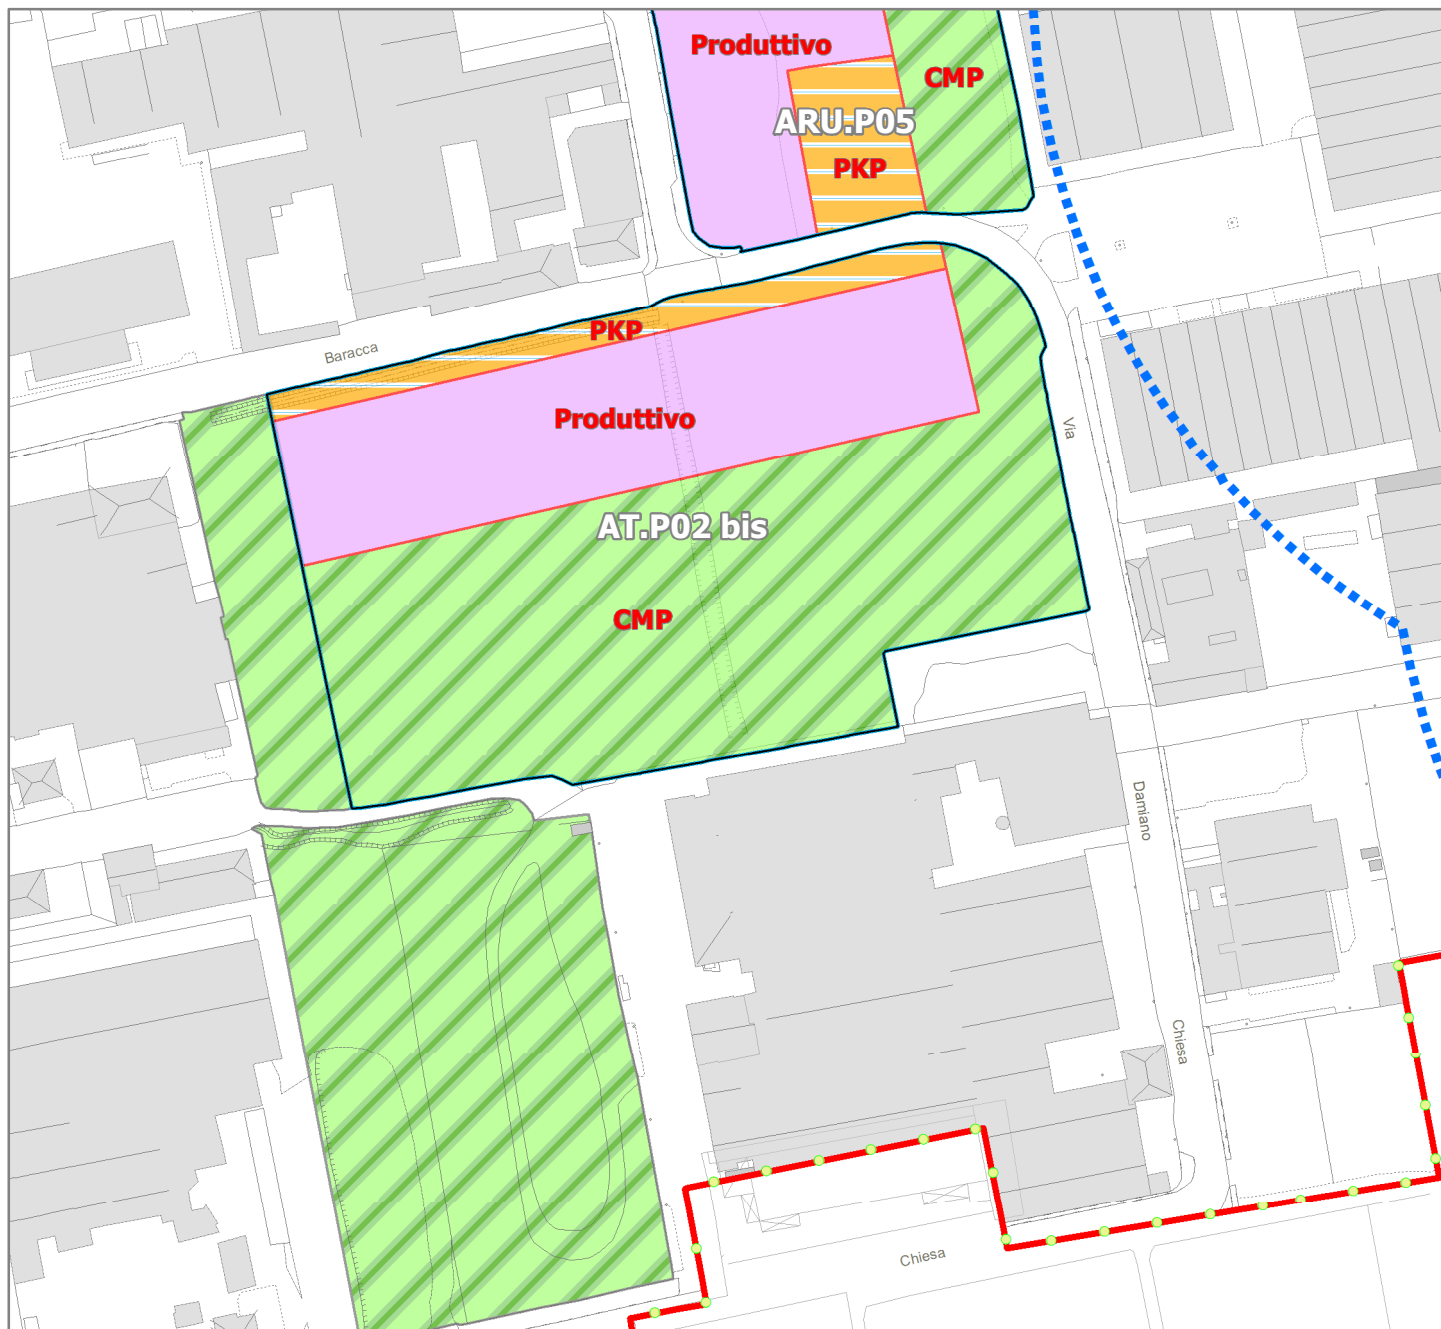 Produttivo
CMP
ARU.P05
PKP
PKP
Baracca
Produttivo
Via
AT.P02 bis
CMP
Damiano
Chiesa
Chiesa